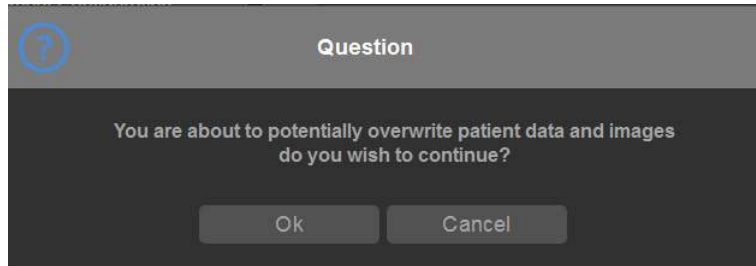 ?
Question
You are about to potentially overwrite patient data and images
do you wish to continue?
Ok Cancel